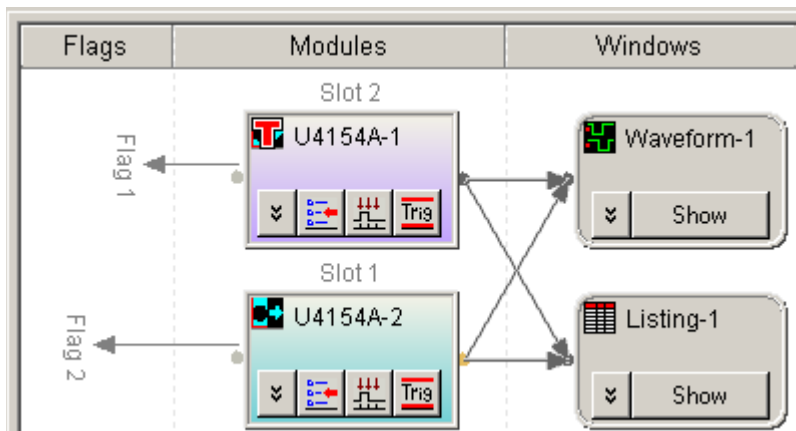 Flags
Modules
Windows
Slot 2
U4154A-1
Trig
Flag 1
Waveform-1
Show
Slot 1
U4154A-2
Trig
Flag 2
Listing-1
Show